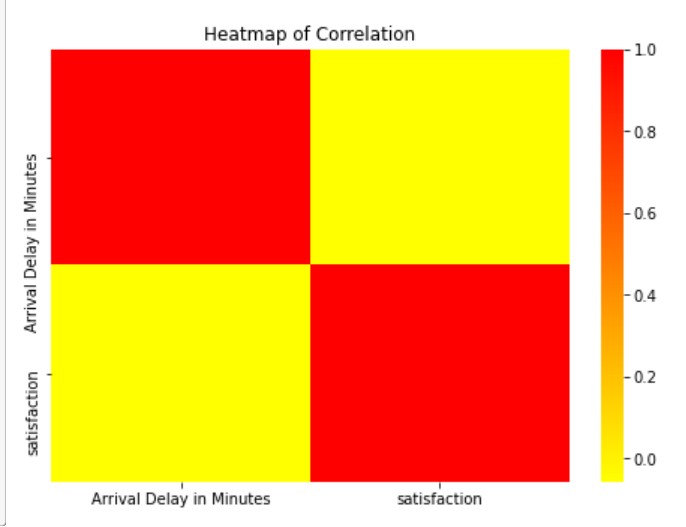 Heatmap of Correlation
Arrival Delay in Minutes
satisfaction
Arrival Delay in Minutes
satisfaction
1.0
0.8
0.6
0.4
0.2
0.0